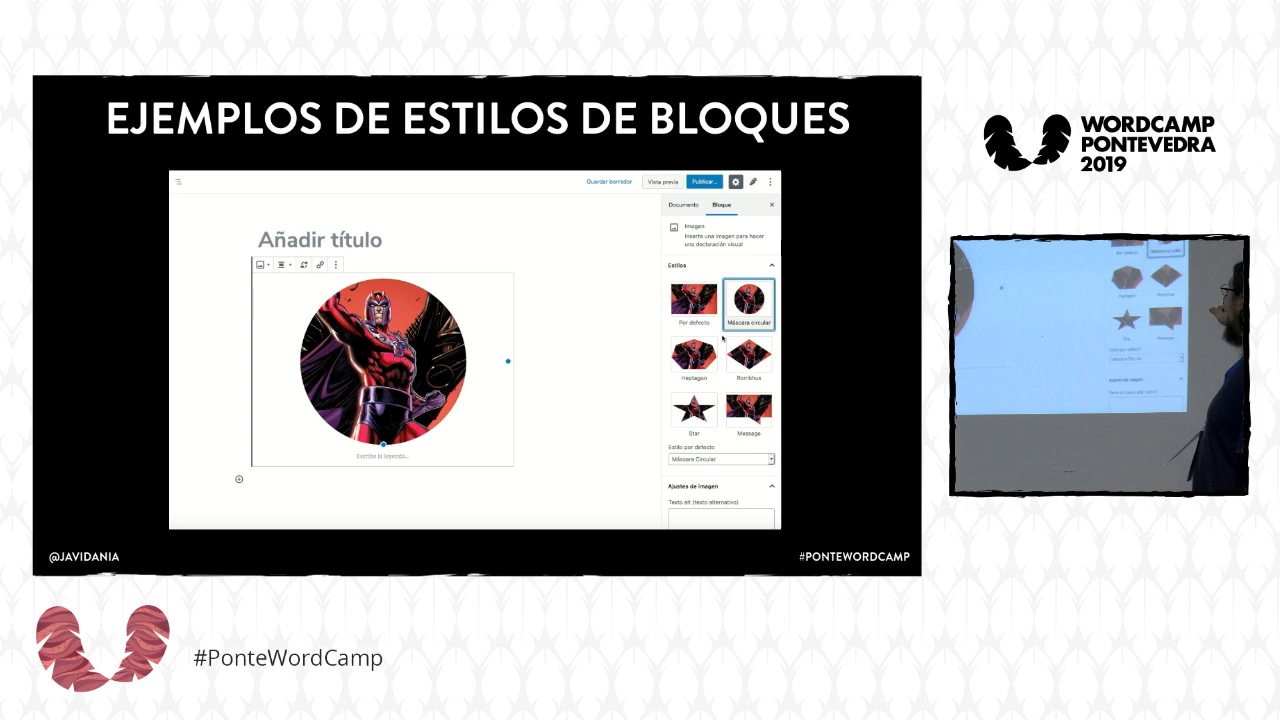 EJEMPLOS DE ESTILOS DE BLOQUES
Guardar borrador
Vista previa
Publicar...
Documento
Bloque
Imagen
Inserta una imagen para hacer
una declaración visual
Añadir título
Estilos
Por defecto
Máscara circular
Heptagon
Rombhus
Star
Message
Estilo por defecto
Máscara Circular
Escribe la leyenda...
Ajustes de imagen
Texto alt (texto alternativo)
@JAVIDANIA
#PONTEWORDCAMP
WORDCAMP
PONTEVEDRA
2019
#PonteWordCamp